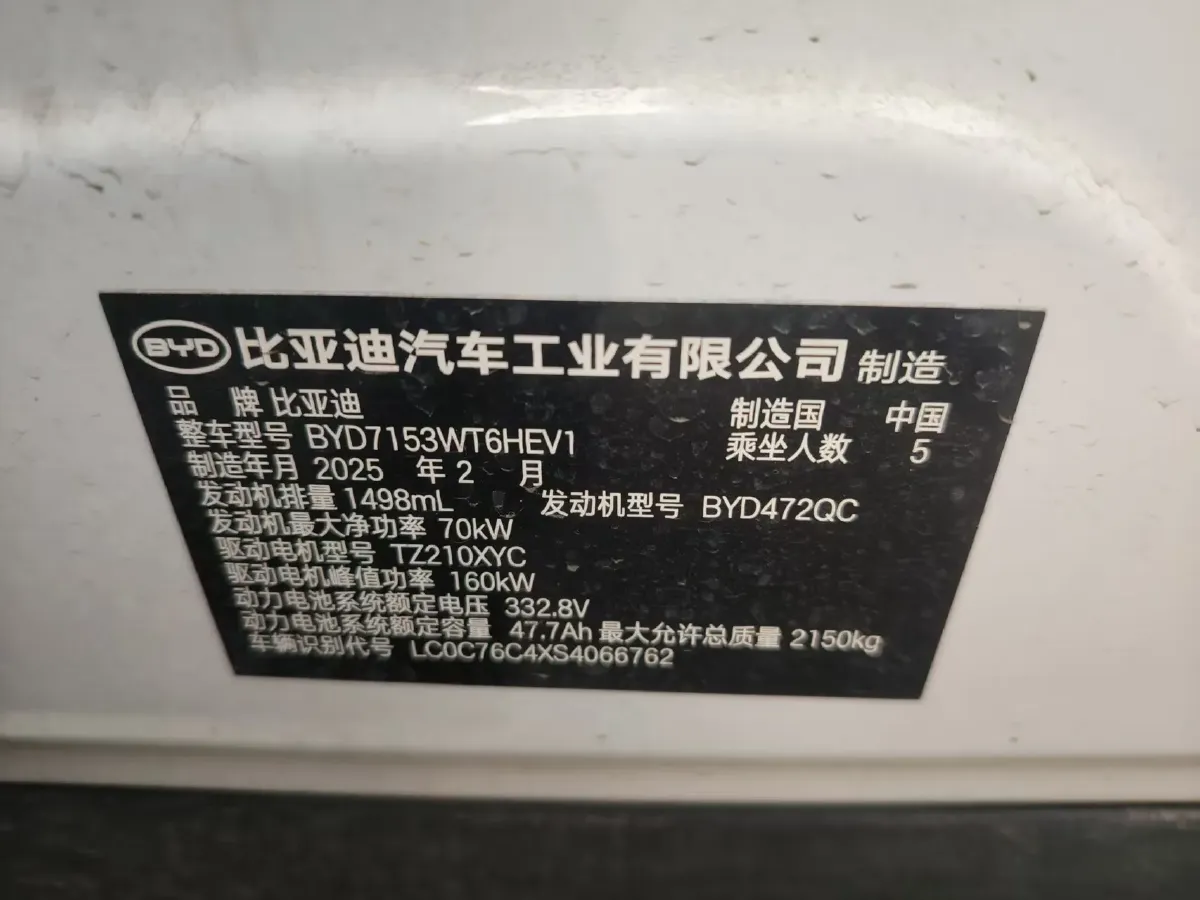 BYD 比亚迪汽车工业有限公司 制造
品 牌 比亚迪 制造国 中国
整车型号 BYD7153WT6HEV1 乘坐人数 5
制造年月 2025 年 2 月
发动机排量 1498mL 发动机型号 BYD472QC
发动机最大净功率 70kW
驱动电机型号 TZ210XYC
驱动电机峰值功率 160kW
动力电池系统额定电压 332.8V
动力电池系统额定容量 47.7Ah 最大允许总质量 2150kg
车辆识别代号 LC0C76C4XS4066762